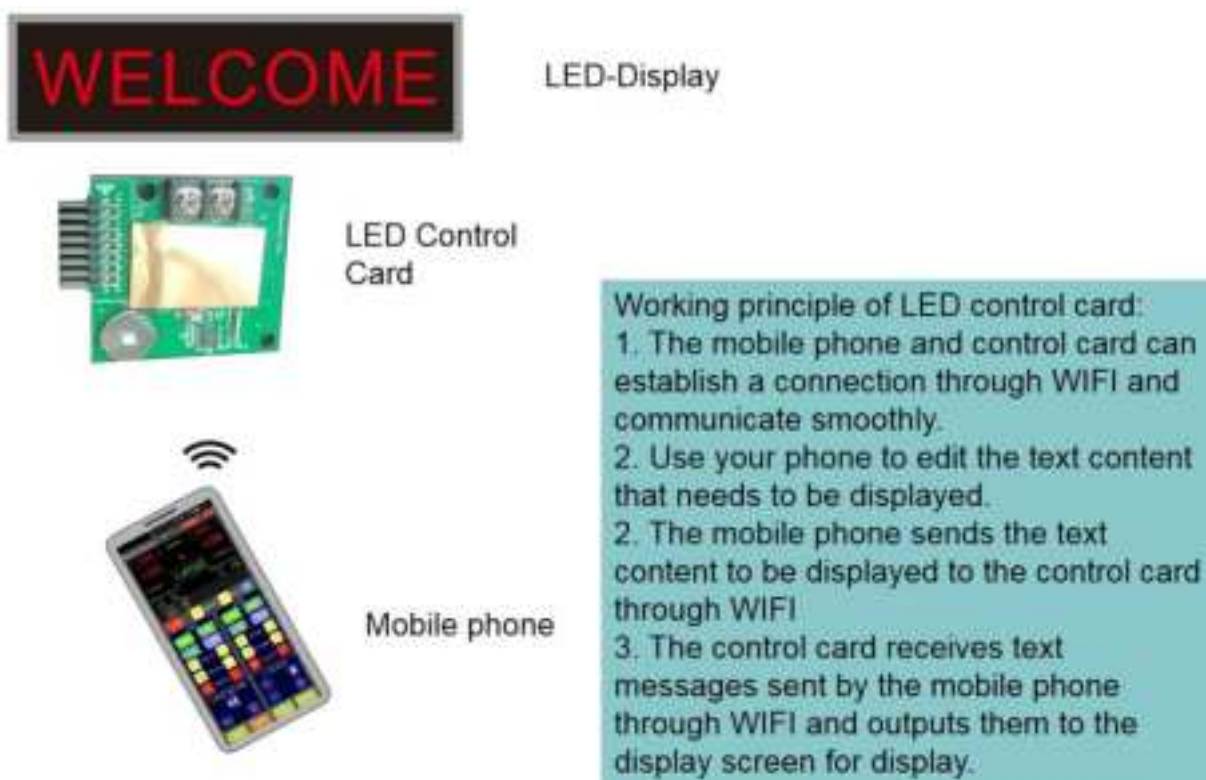 WELCOME
LED-Display
LED Control
Card
Mobile phone
Working principle of LED control card:
1. The mobile phone and control card can
establish a connection through WIFI and
communicate smoothly.
2. Use your phone to edit the text content
that needs to be displayed.
2. The mobile phone sends the text
content to be displayed to the control card
through WIFI
3. The control card receives text
messages sent by the mobile phone
through WIFI and outputs them to the
display screen for display.